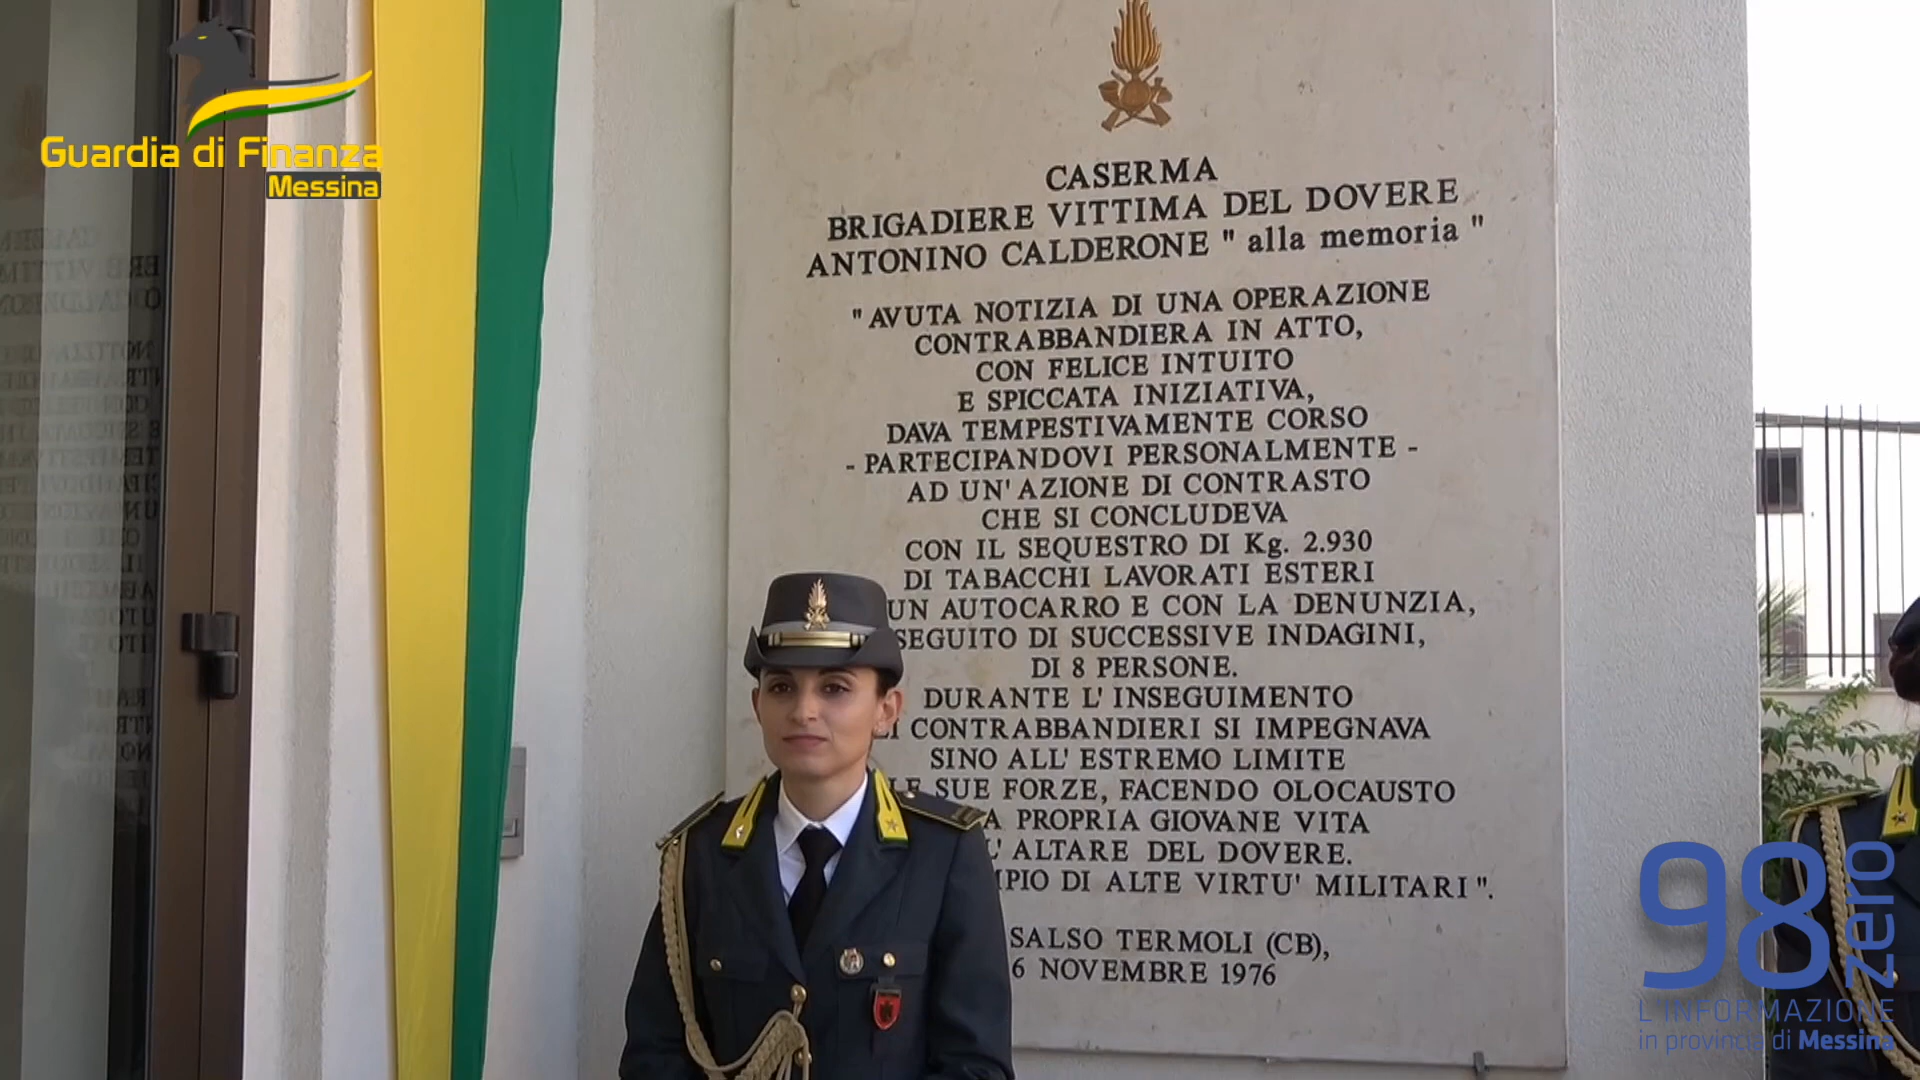 Guardia di Finanza
Messina
CASERMA
BRIGADIERE VITTIMA DEL DOVERE
ANTONINO CALDERONE " alla memoria "
" AVUTA NOTIZIA DI UNA OPERAZIONE
CONTRABBANDIERA IN ATTO,
CON FELICE INTUITO
E SPICCATA INIZIATIVA,
DAVA TEMPESTIVAMENTE CORSO
- PARTECIPANDOVI PERSONALMENTE -
AD UN' AZIONE DI CONTRASTO
CHE SI CONCLUDEVA
CON IL SEQUESTRO DI Kg. 2.930
DI TABACCHI LAVORATI ESTERI
UN AUTOCARRO E CON LA DENUNZIA,
SEGUITO DI SUCCESSIVE INDAGINI,
DI 8 PERSONE.
DURANTE L' INSEGUIMENTO
CONTRABBANDIERI SI IMPEGNAVA
SINO ALL' ESTREMO LIMITE
SUE FORZE, FACENDO OLOCAUSTO
PROPRIA GIOVANE VITA
ALTARE DEL DOVERE.
DI ALTE VIRTU' MILITARI ".
SALSO TERMOLI (CB),
6 NOVEMBRE 1976
98zero
L'INFORMAZIONE
in provincia di Messina